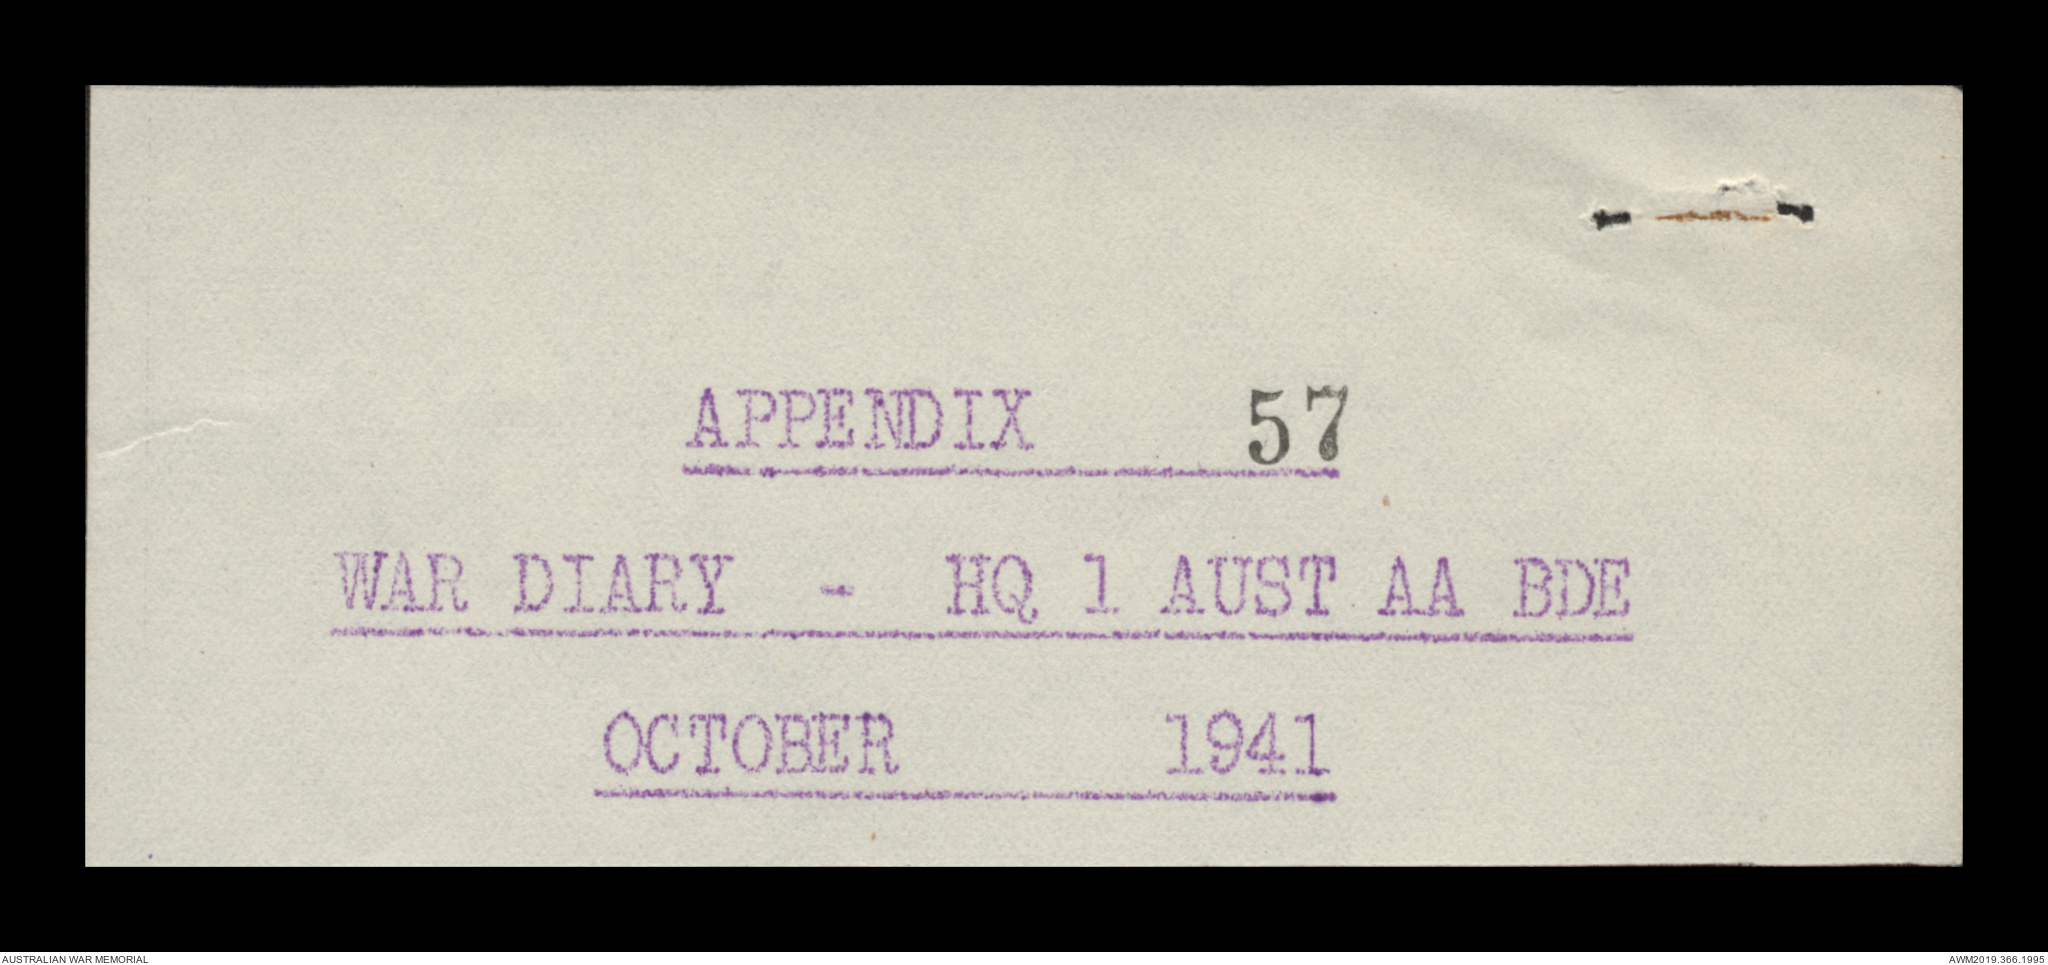 APPENDIX 57
WAR DIARY - HQ 1 AUST AA BDE
OCTOBER 1941
AUSTRALIAN WAR MEMORIAL
AWM2019.366.1995